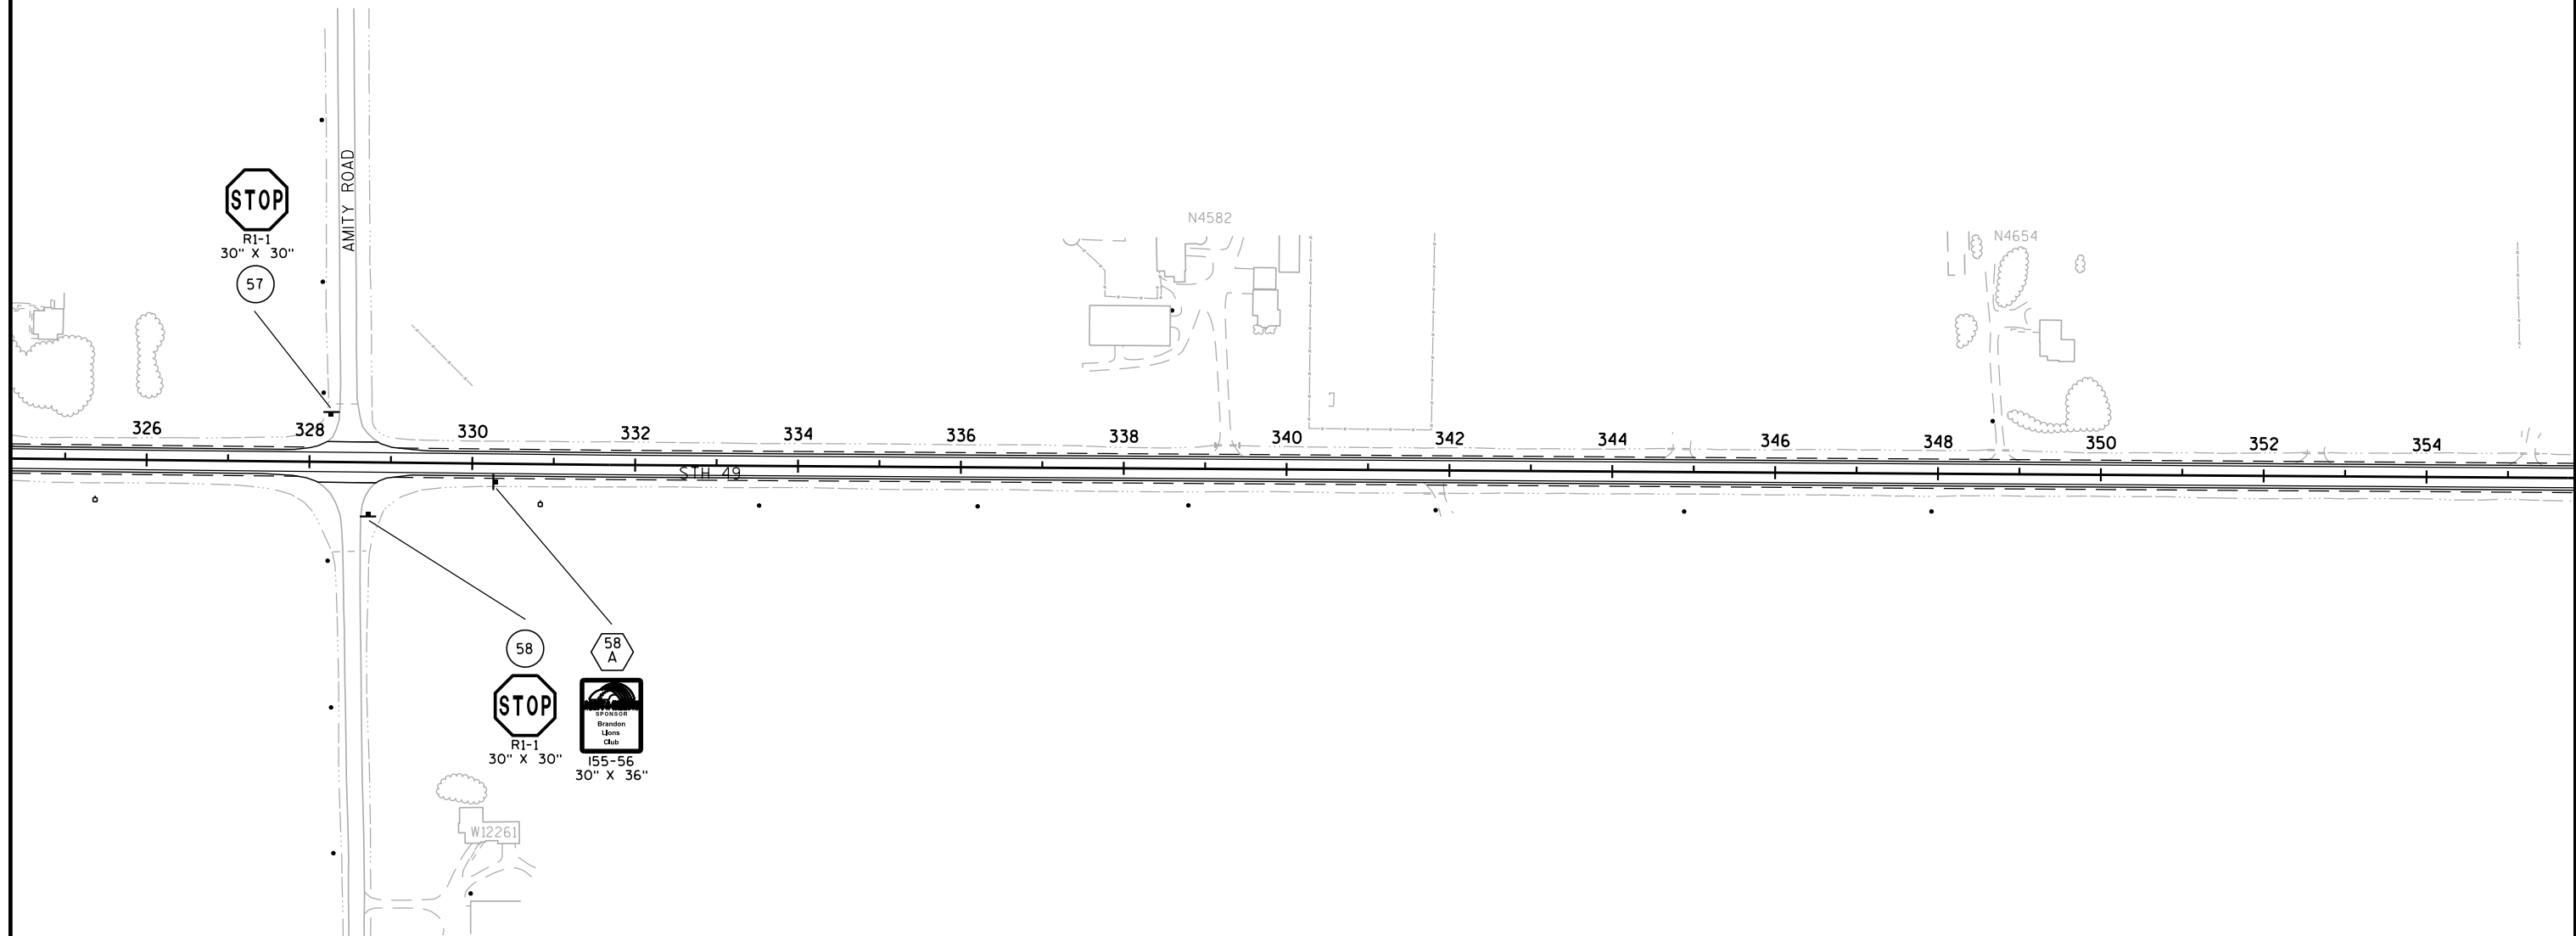 AMITY ROAD
STOP
R1-1
30" X 30"
57
N4582
N4654
326
328
330
332
334
336
338
340
342
344
346
348
350
352
354
STH 49
58
STOP
R1-1
30" X 30"
58
A
SPONSOR
Brandon
Lions
Club
I55-56
30" X 36"
W12261